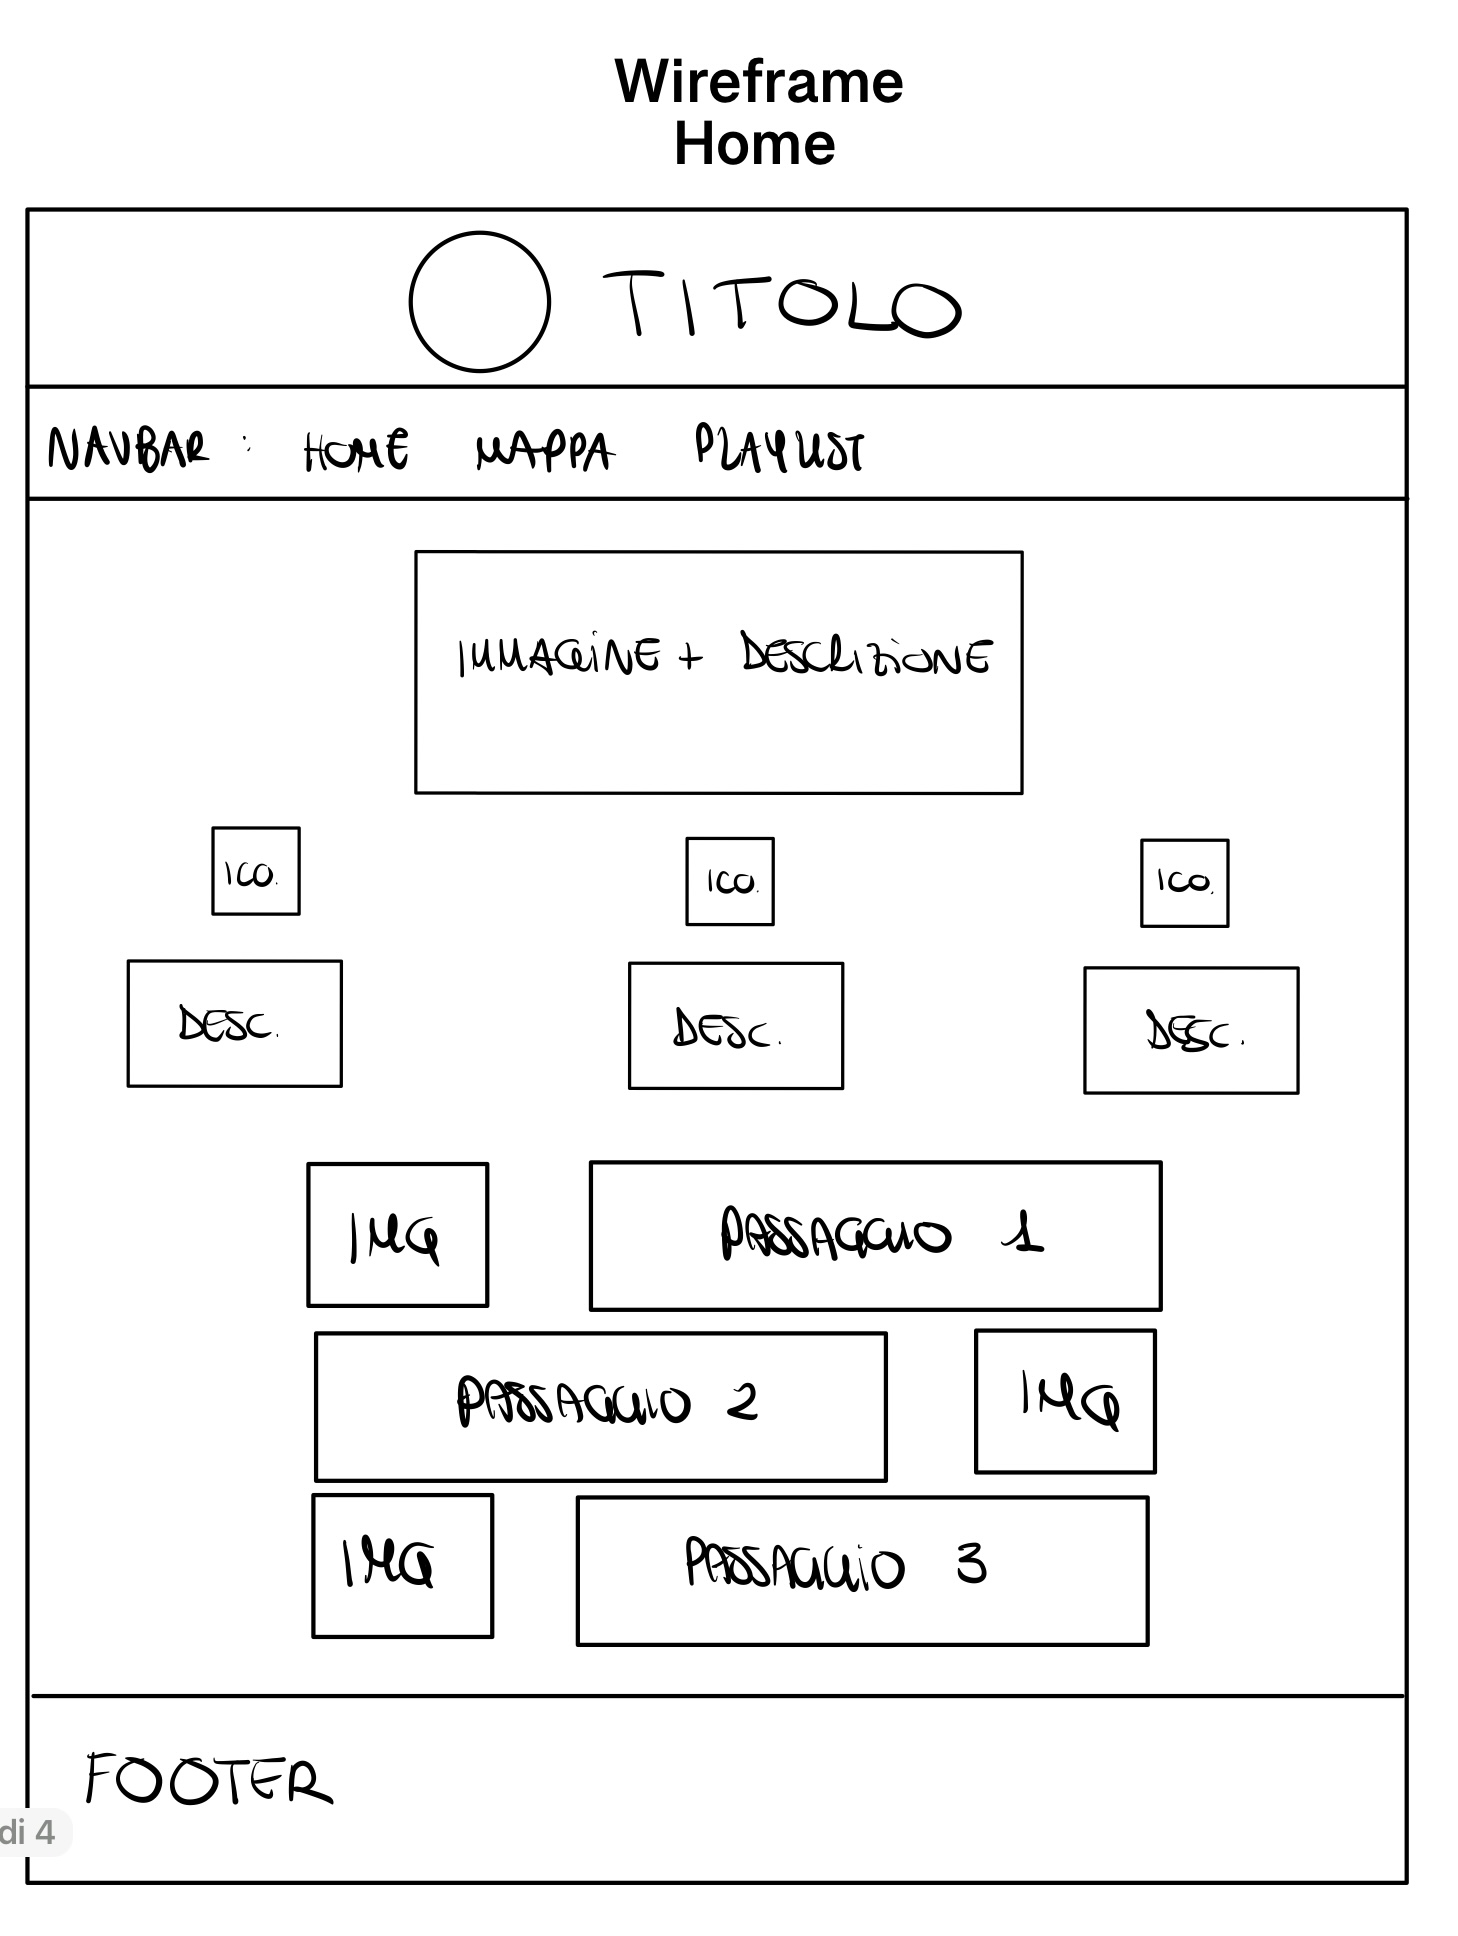 Wireframe
Home
TITOLO
NAVBAR : HOME MAPPA PLAYLIST
IMMAGINE + DESCRIZIONE
ICO. ICO. ICO.
DESC. DESC. DESC.
IMG PASSAGGIO 1
PASSAGGIO 2 IMG
IMG PASSAGGIO 3
FOOTER
di 4